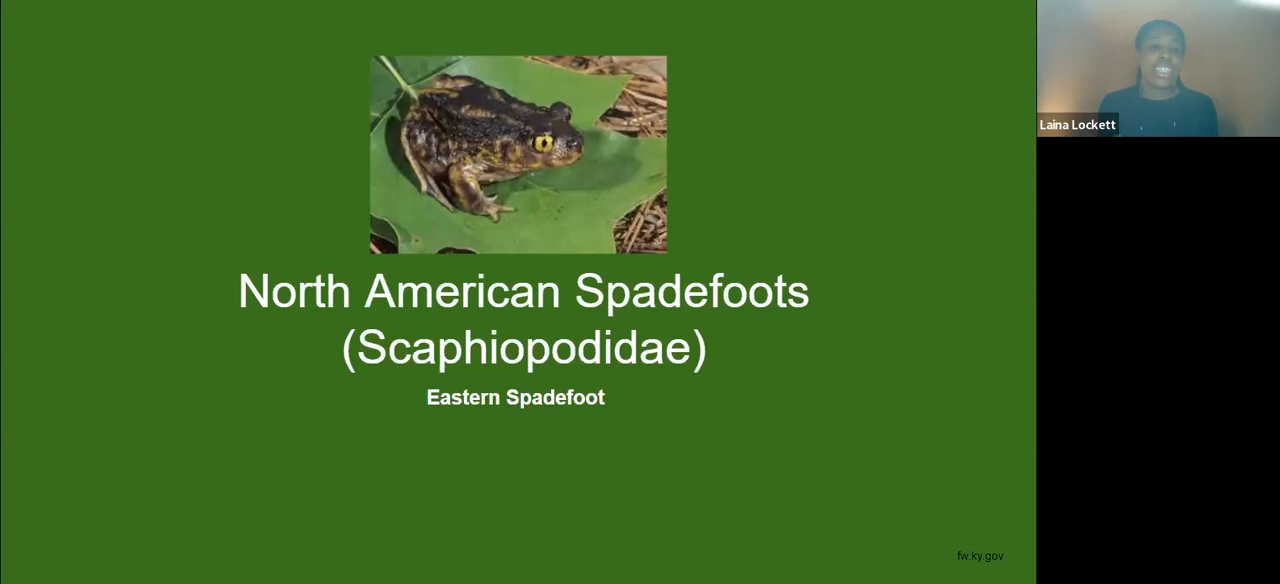 North American Spadefoots
(Scaphiopodidae)
Eastern Spadefoot
fw.ky.gov
Laina Lockett